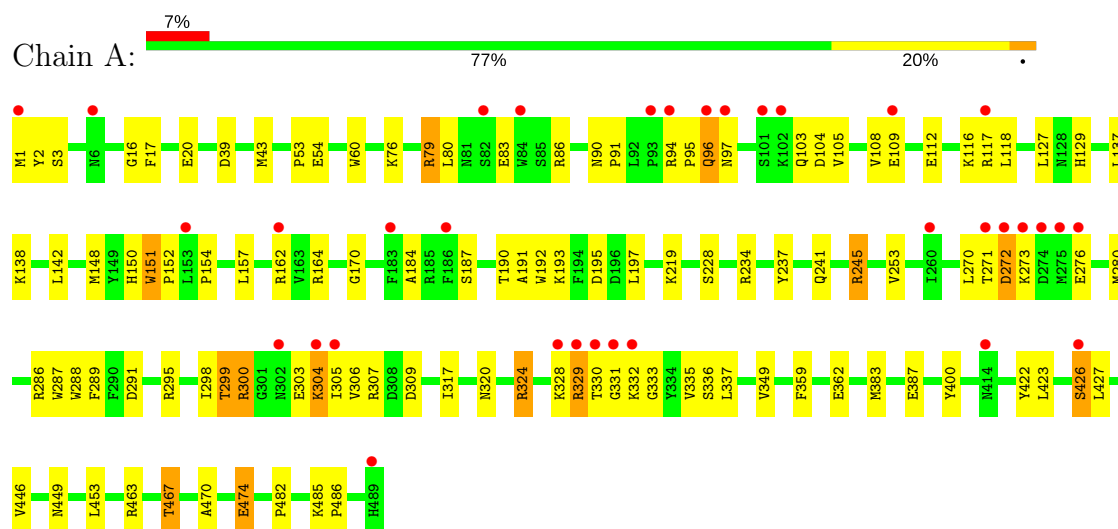 7%
Chain A:
77% 20% •
M1 Y2 S3 N6 G16 F17 E20 D39 M43 P53 E54 W60 K76 R79 L80 N81 S82 E83 W84 S85 R86 N90 P91 L92 P93 R94 P95 Q96 N97 S101 K102 Q103 D104 V105 V108 E109 E112 K116 R117 L118 L127 N128 H129 L137
K138 L142 M148 Y149 H150 W151 P152 L153 P154 L157 R162 V163 R164 G170 F183 A184 R185 F186 S187 T190 A191 W192 K193 F194 D195 D196 L197 K219 S228 R234 Y237 Q241 R245 V253 I260 L270 T271 D272 K273 D274 M275 E276 M280
R286 W287 W288 F289 F290 D291 R295 I298 T299 R300 G301 N302 E303 K304 I305 V306 R307 D308 D309 I317 N320 R324 K328 R329 T330 G331 K332 G333 Y334 V335 S336 L337 V349 F359 E362 M383 E387 Y400 N414 Y422 L423 S426 L427
V446 N449 L453 R463 T467 A470 E474 P482 K485 P486 H489